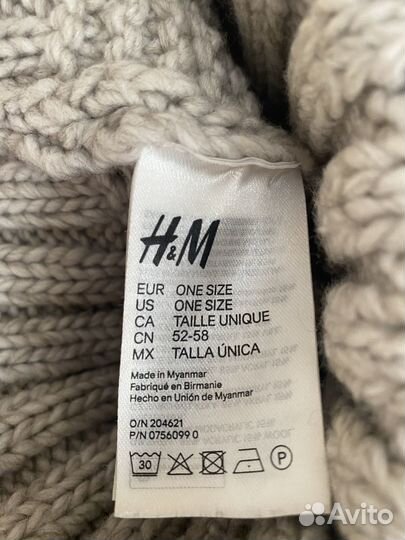 H&M
EUR ONE SIZE
US ONE SIZE
CA TAILLE UNIQUE
CN 52-58
MX TALLA ÚNICA
Made in Myanmar
Fabriqué en Birmanie
Hecho en Unión de Myanmar
O/N 204621
P/N 0756099 0
30
P
Avito